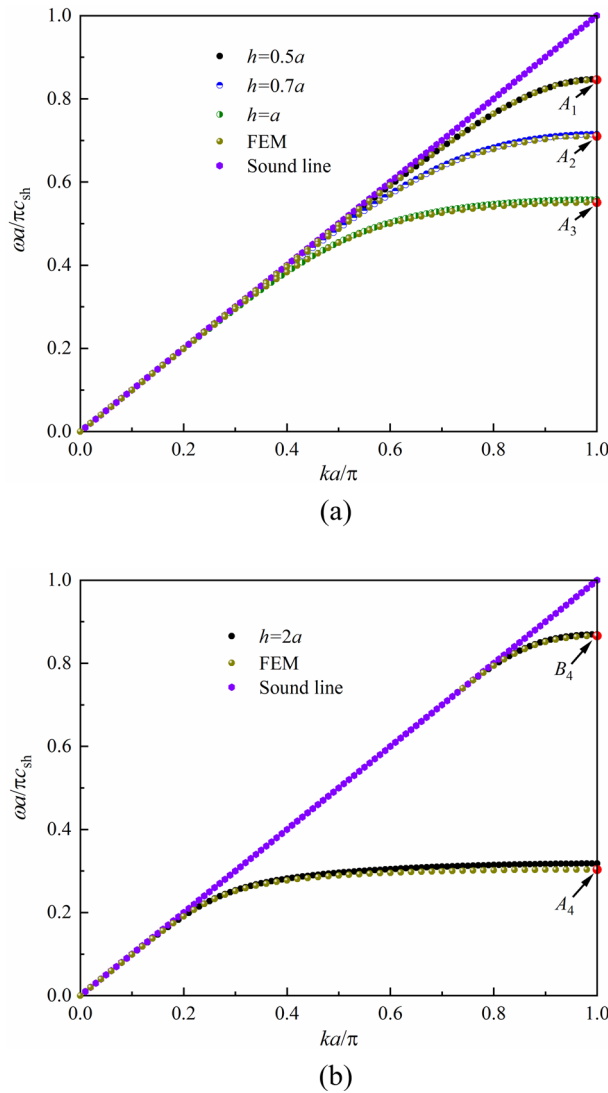 1.0
0.8
0.6
0.4
0.2
0.0
ωa/πc_sh
h=0.5a
h=0.7a
h=a
FEM
Sound line
A₁
A₂
A₃
0.0 0.2 0.4 0.6 0.8 1.0
ka/π
(a)
1.0
0.8
0.6
0.4
0.2
0.0
ωa/πc_sh
h=2a
FEM
Sound line
B₄
A₄
0.0 0.2 0.4 0.6 0.8 1.0
ka/π
(b)